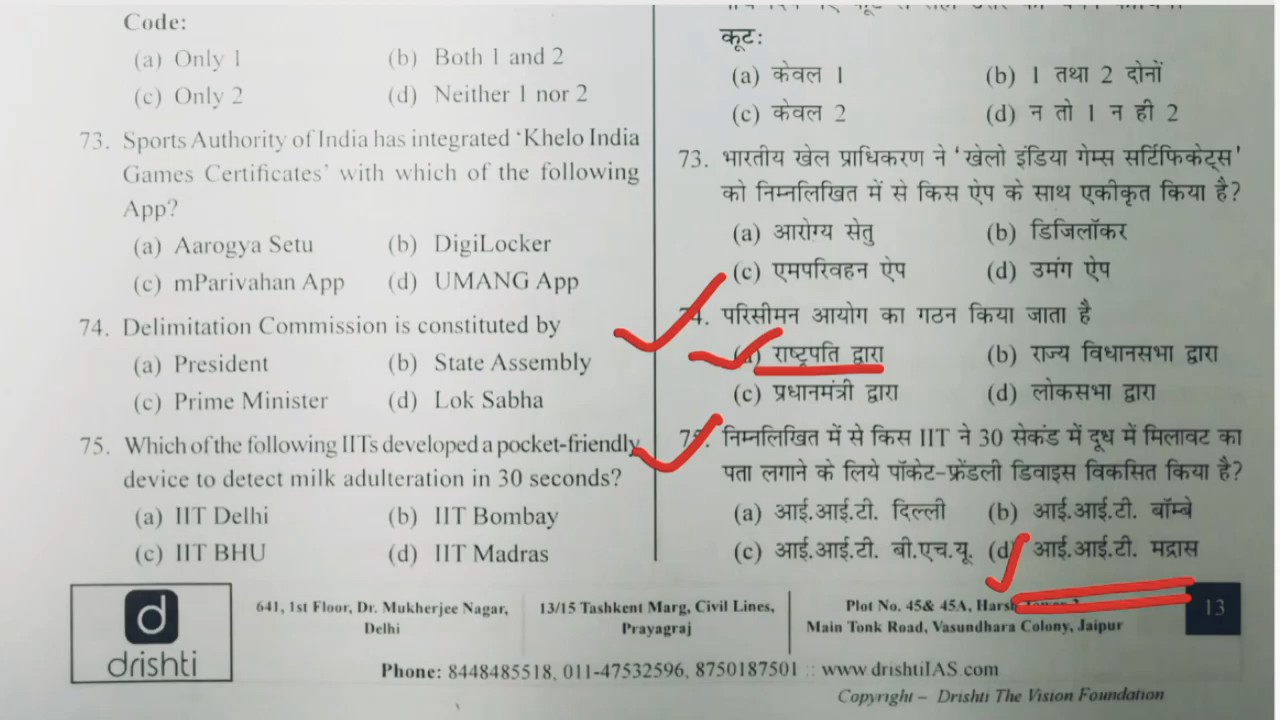 Code:
(a) Only 1 (b) Both 1 and 2
(c) Only 2 (d) Neither 1 nor 2
73. Sports Authority of India has integrated ‘Khelo India
Games Certificates’ with which of the following
App?
(a) Aarogya Setu (b) DigiLocker
(c) mParivahan App (d) UMANG App
74. Delimitation Commission is constituted by
(a) President (b) State Assembly
(c) Prime Minister (d) Lok Sabha
75. Which of the following IITs developed a pocket-friendly
device to detect milk adulteration in 30 seconds?
(a) IIT Delhi (b) IIT Bombay
(c) IIT BHU (d) IIT Madras
कूट:
(a) केवल 1 (b) 1 तथा 2 दोनों
(c) केवल 2 (d) न तो 1 न ही 2
73. भारतीय खेल प्राधिकरण ने ‘खेलो इंडिया गेम्स सर्टिफिकेट्स’
को निम्नलिखित में से किस ऐप के साथ एकीकृत किया है?
(a) आरोग्य सेतु (b) डिजिलॉकर
(c) एमपरिवहन ऐप (d) उमंग ऐप
74. परिसीमन आयोग का गठन किया जाता है
(a) राष्ट्रपति द्वारा (b) राज्य विधानसभा द्वारा
(c) प्रधानमंत्री द्वारा (d) लोकसभा द्वारा
75. निम्नलिखित में से किस IIT ने 30 सेकंड में दूध में मिलावट का
पता लगाने के लिये पॉकेट-फ्रेंडली डिवाइस विकसित किया है?
(a) आई.आई.टी. दिल्ली (b) आई.आई.टी. बॉम्बे
(c) आई.आई.टी. बी.एच.यू. (d) आई.आई.टी. मद्रास
d
drishti
641, 1st Floor, Dr. Mukherjee Nagar,
Delhi
13/15 Tashkent Marg, Civil Lines,
Prayagraj
Plot No. 45& 45A, Harsh
Main Tonk Road, Vasundhara Colony, Jaipur
13
Phone: 8448485518, 011-47532596, 8750187501 :: www drishtiIAS.com
Copyright – Drishti The Vision Foundation